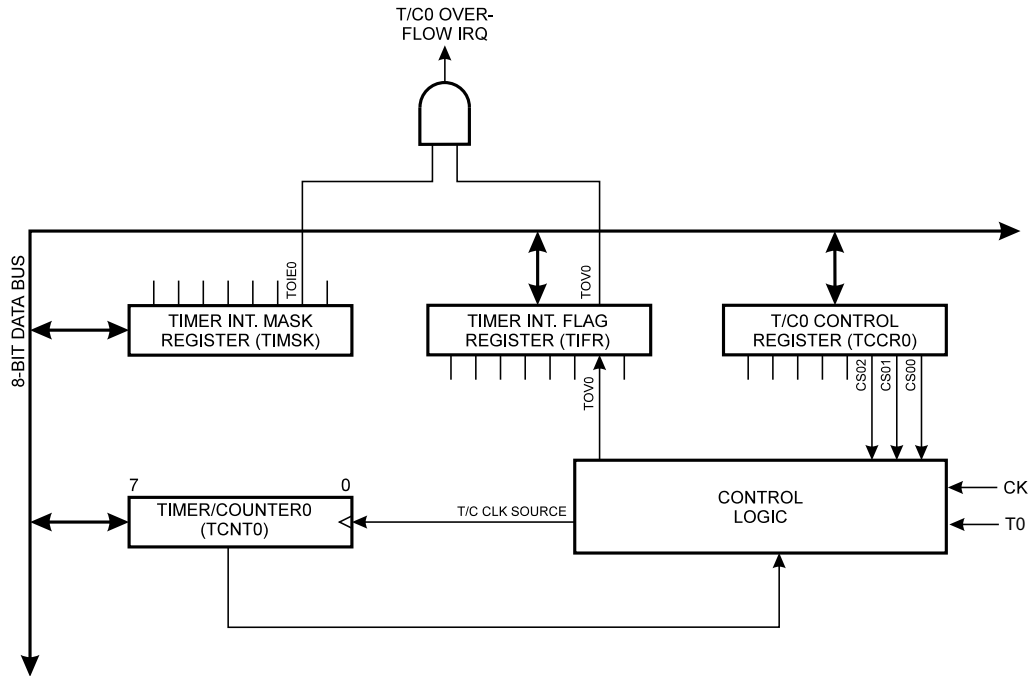 T/C0 OVER-
FLOW IRQ
8-BIT DATA BUS
TOIE0
TOV0
TIMER INT. MASK
REGISTER (TIMSK)
TIMER INT. FLAG
REGISTER (TIFR)
T/C0 CONTROL
REGISTER (TCCR0)
TOV0
CS02
CS01
CS00
7
0
TIMER/COUNTER0
(TCNT0)
T/C CLK SOURCE
CONTROL
LOGIC
CK
T0